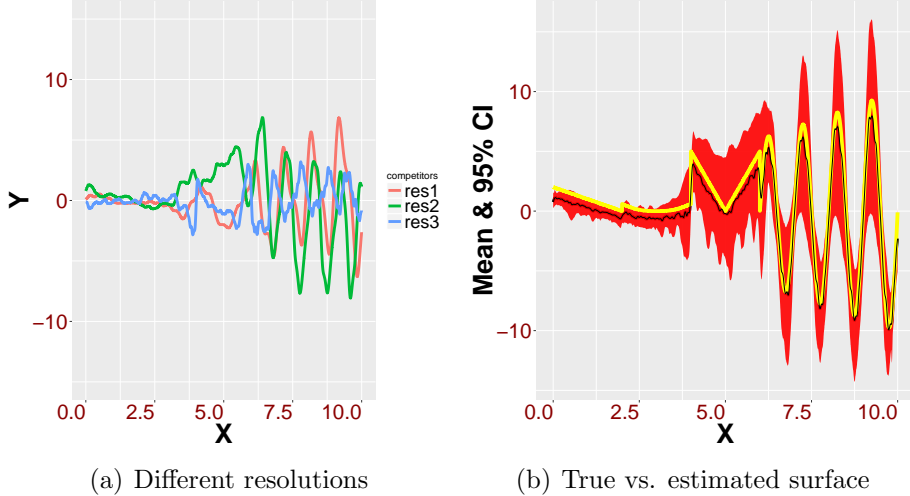 10
0
−10
Y
0.0 2.5 5.0 7.5 10.0
X
competitors
res1
res2
res3
(a) Different resolutions
Mean & 95% CI
10
0
−10
0.0 2.5 5.0 7.5 10.0
X
(b) True vs. estimated surface